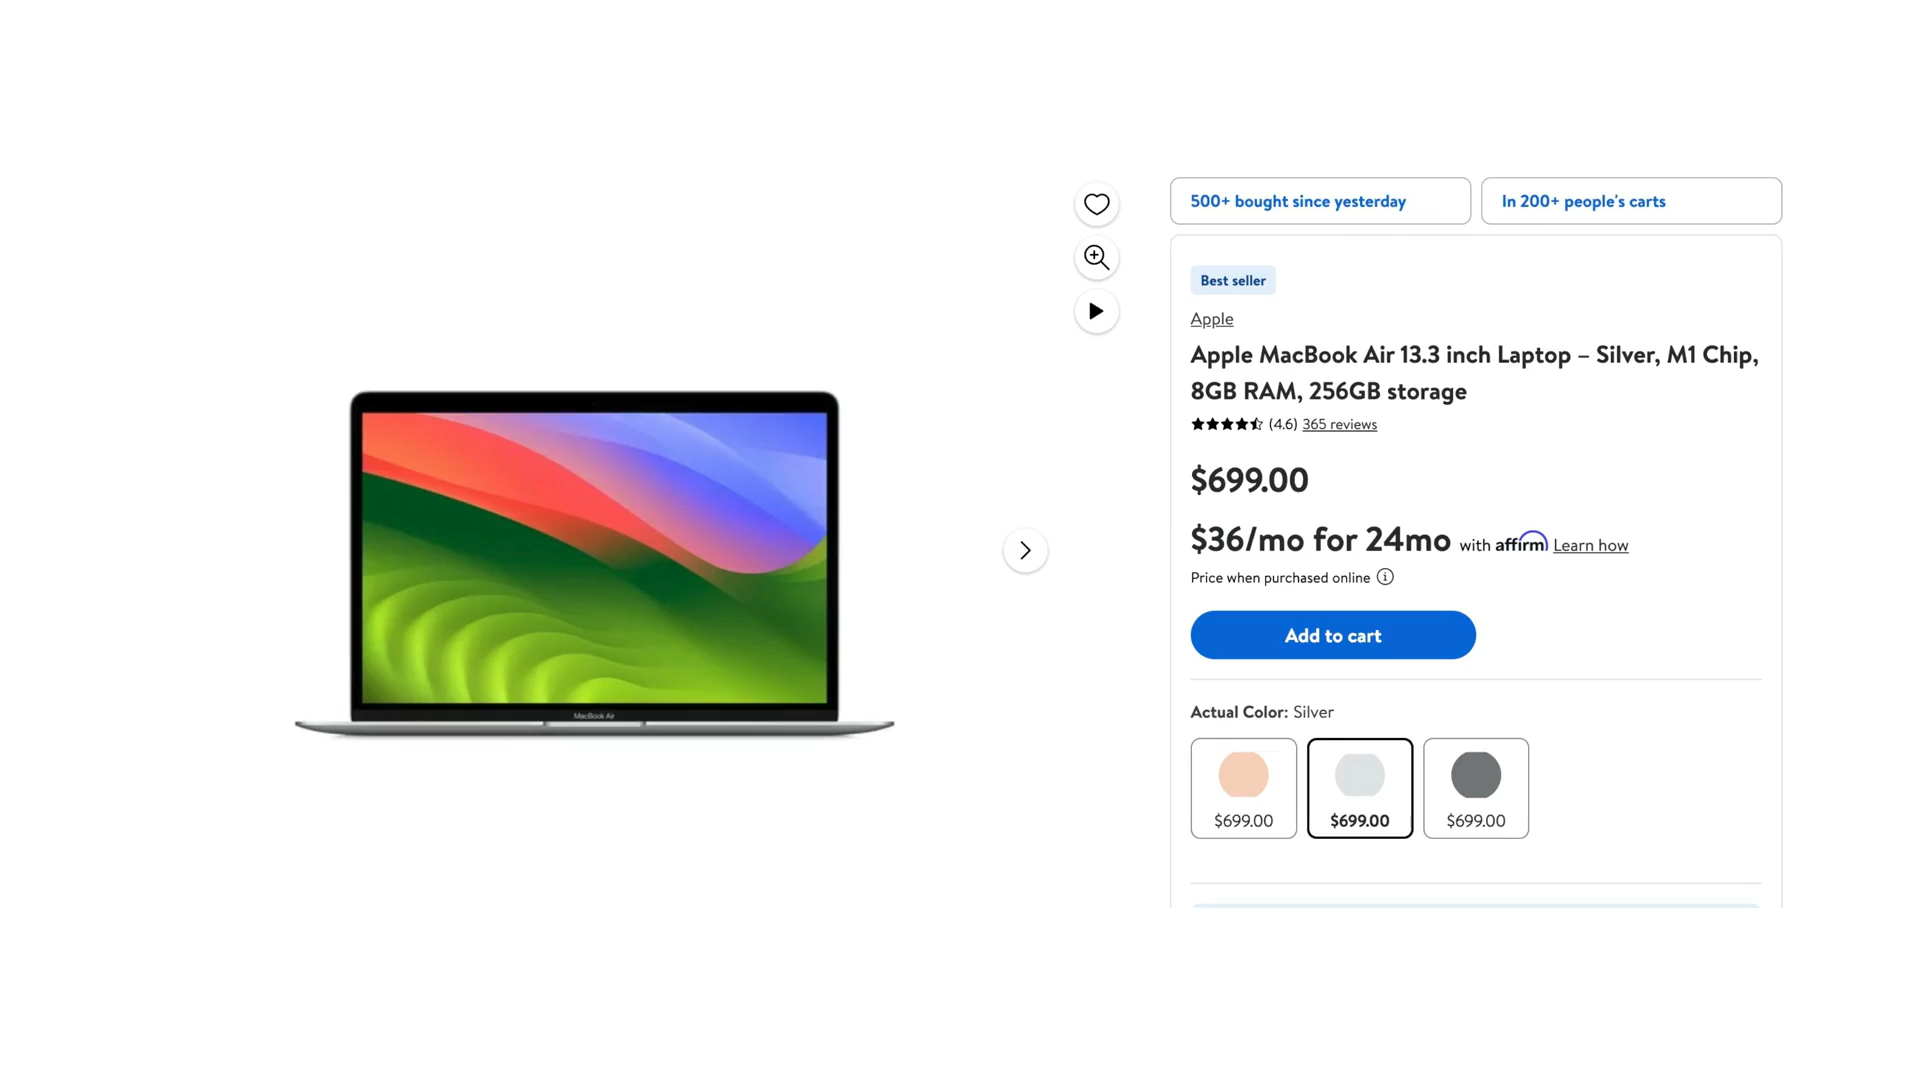 500+ bought since yesterday
In 200+ people's carts
Best seller
Apple
Apple MacBook Air 13.3 inch Laptop – Silver, M1 Chip,
8GB RAM, 256GB storage
(4.6) 365 reviews
$699.00
$36/mo for 24mo with affirm Learn how
Price when purchased online
Add to cart
Actual Color: Silver
$699.00 $699.00 $699.00
MacBook Air